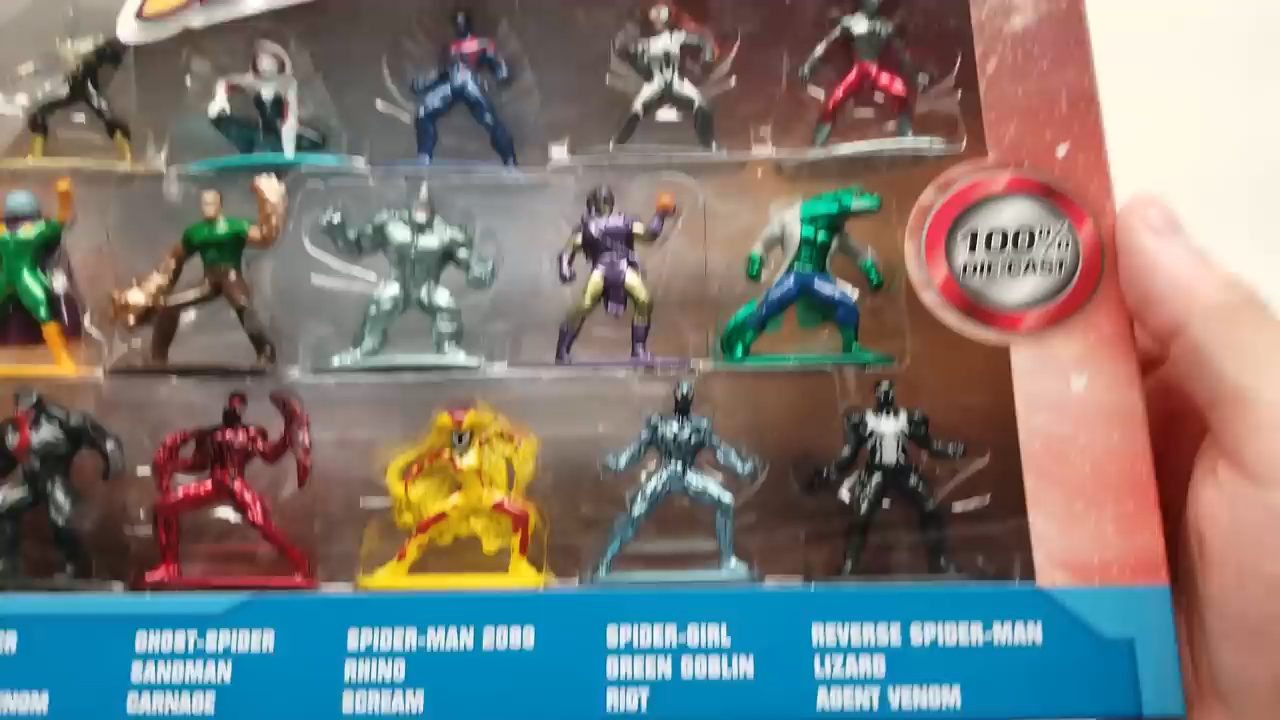 100%
DIE CAST
GHOST-SPIDER
SANDMAN
CARNAGE
SPIDER-MAN 2099
RHINO
SCREAM
SPIDER-GIRL
GREEN GOBLIN
RIOT
REVERSE SPIDER-MAN
LIZARD
AGENT VENOM